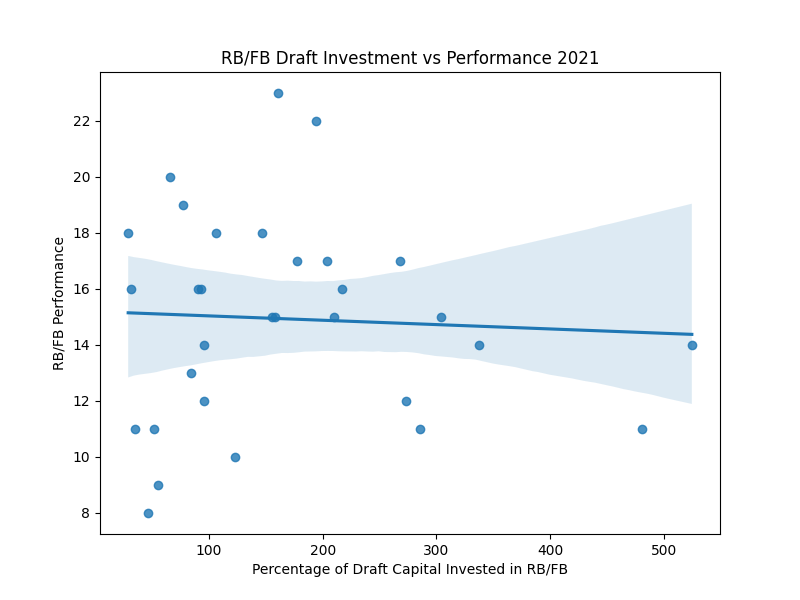 RB/FB Draft Investment vs Performance 2021
22
20
18
16
14
12
10
8
RB/FB Performance
100 200 300 400 500
Percentage of Draft Capital Invested in RB/FB